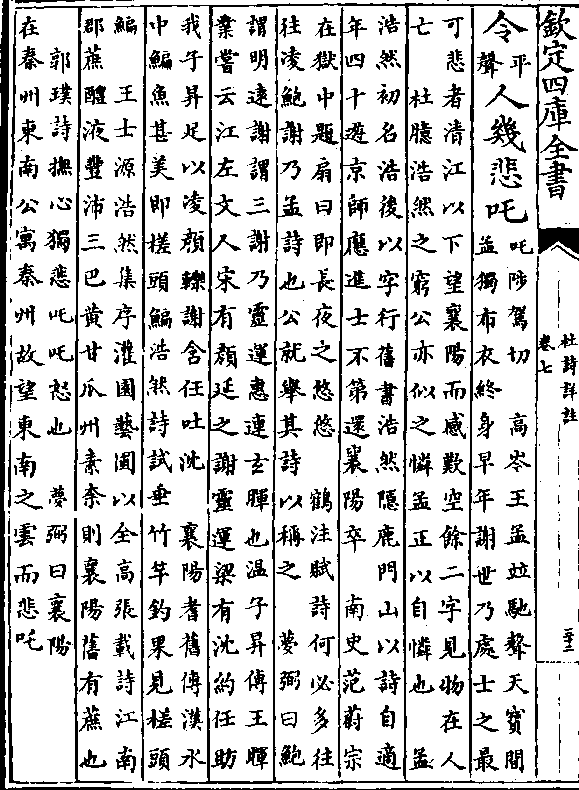 欽定四庫全書
杜詩詳註
卷七
三十二
令平聲人幾悲吒吒陟駕切　高岑王孟竝馳聲天寶間
孟獨布衣終身早年謝世乃處士之最
可悲者清江以下望襄陽而感歎空餘二字見物在人
亡　杜臆浩然之窮公亦似之憐孟正以自憐也　孟
浩然初名浩後以字行舊書浩然隱鹿門山以詩自適
年四十遊京師應進士不第還襄陽卒　南史范蔚宗
在獄中題扇曰即長夜之悠悠　鶴注賦詩何必多往
往凌鮑謝乃孟詩也公就舉其詩以稱之　夢弼曰鮑
謂明遠謝謂三謝乃靈運惠連玄暉也温子昇傳王暉
業嘗云江左文人宋有顔延之謝靈運梁有沈約任昉
我子昇足以凌顔轢謝含任吐沈　襄陽耆舊傳漢水
中鯿魚甚美即槎頭鯿浩然詩試垂竹竿釣果見槎頭
鯿　王士源浩然集序灌園藝圃以全高張載詩江南
郡蔗醴液豐沛三巴黄甘瓜州素柰則襄陽舊有蔗也
郭璞詩撫心獨悲吒吒怒也　夢弼曰襄陽
在秦州東南公寓秦州故望東南之雲而悲吒